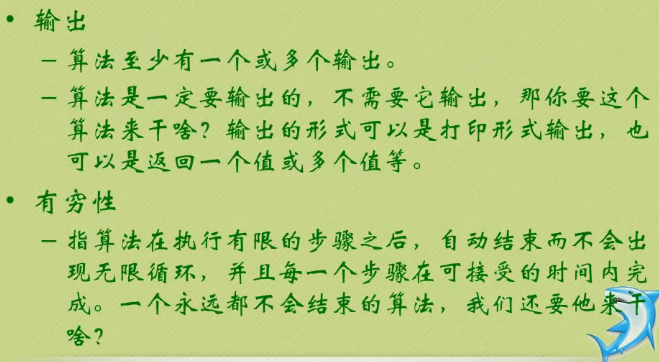 • 输出
– 算法至少有一个或多个输出。
– 算法是一定要输出的，不需要它输出，那你要这个
算法来干啥？输出的形式可以是打印形式输出，也
可以是返回一个值或多个值等。
• 有穷性
– 指算法在执行有限的步骤之后，自动结束而不会出
现无限循环，并且每一个步骤在可接受的时间内完
成。一个永远都不会结束的算法，我们还要他来干
啥？